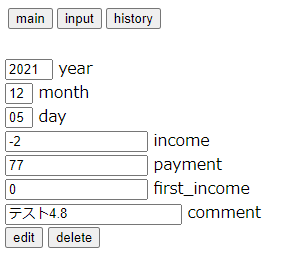 main input history
2021 year
12 month
05 day
-2 income
77 payment
0 first_income
テスト4.8 comment
edit delete